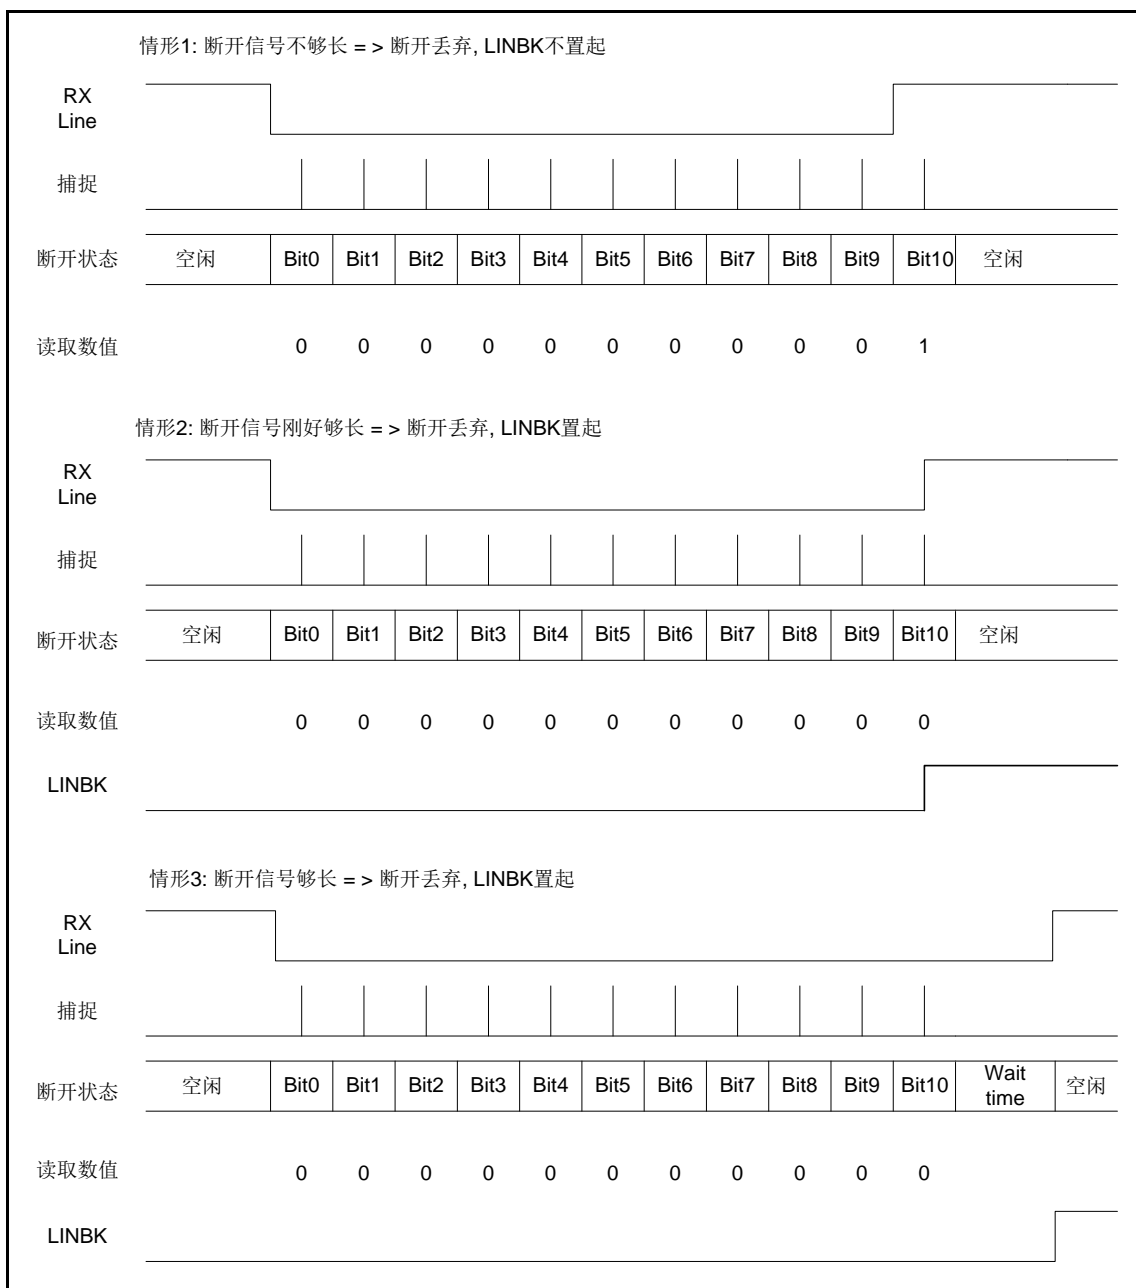 情形1: 断开信号不够长 = > 断开丢弃, LINBK不置起
RX
Line
捕捉
断开状态 空闲 Bit0 Bit1 Bit2 Bit3 Bit4 Bit5 Bit6 Bit7 Bit8 Bit9 Bit10 空闲
读取数值 0 0 0 0 0 0 0 0 0 0 1
情形2: 断开信号刚好够长 = > 断开丢弃, LINBK置起
RX
Line
捕捉
断开状态 空闲 Bit0 Bit1 Bit2 Bit3 Bit4 Bit5 Bit6 Bit7 Bit8 Bit9 Bit10 空闲
读取数值 0 0 0 0 0 0 0 0 0 0 0
LINBK
情形3: 断开信号够长 = > 断开丢弃, LINBK置起
RX
Line
捕捉
断开状态 空闲 Bit0 Bit1 Bit2 Bit3 Bit4 Bit5 Bit6 Bit7 Bit8 Bit9 Bit10 Wait time 空闲
读取数值 0 0 0 0 0 0 0 0 0 0 0
LINBK